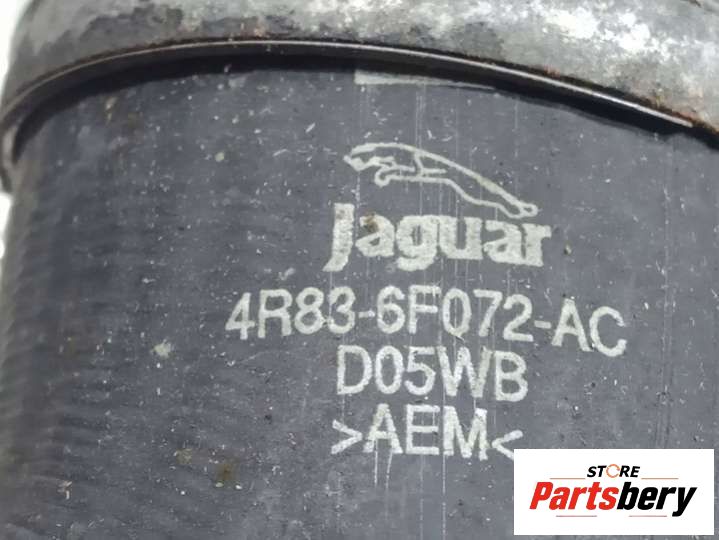 Jaguar
4R83-6F072-AC
D05WB
>AEM<
STORE
Partsbery